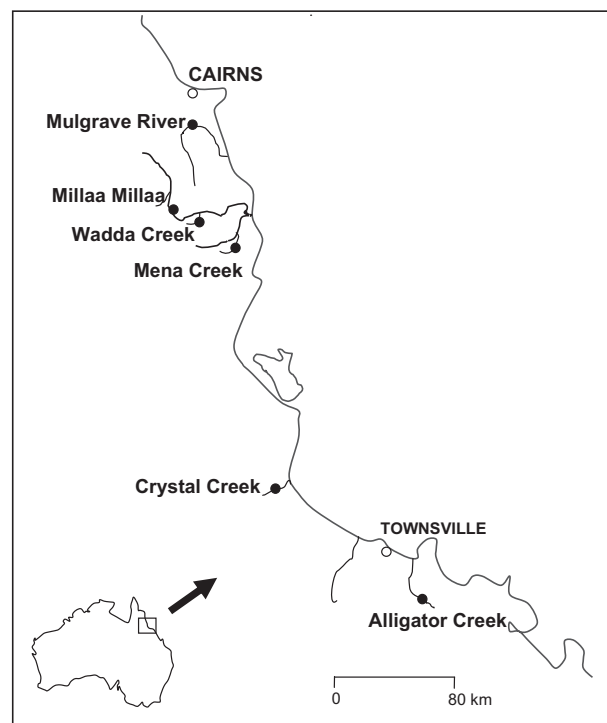 CAIRNS
Mulgrave River
Millaa Millaa
Wadda Creek
Mena Creek
Crystal Creek
TOWNSVILLE
Alligator Creek
0 80 km